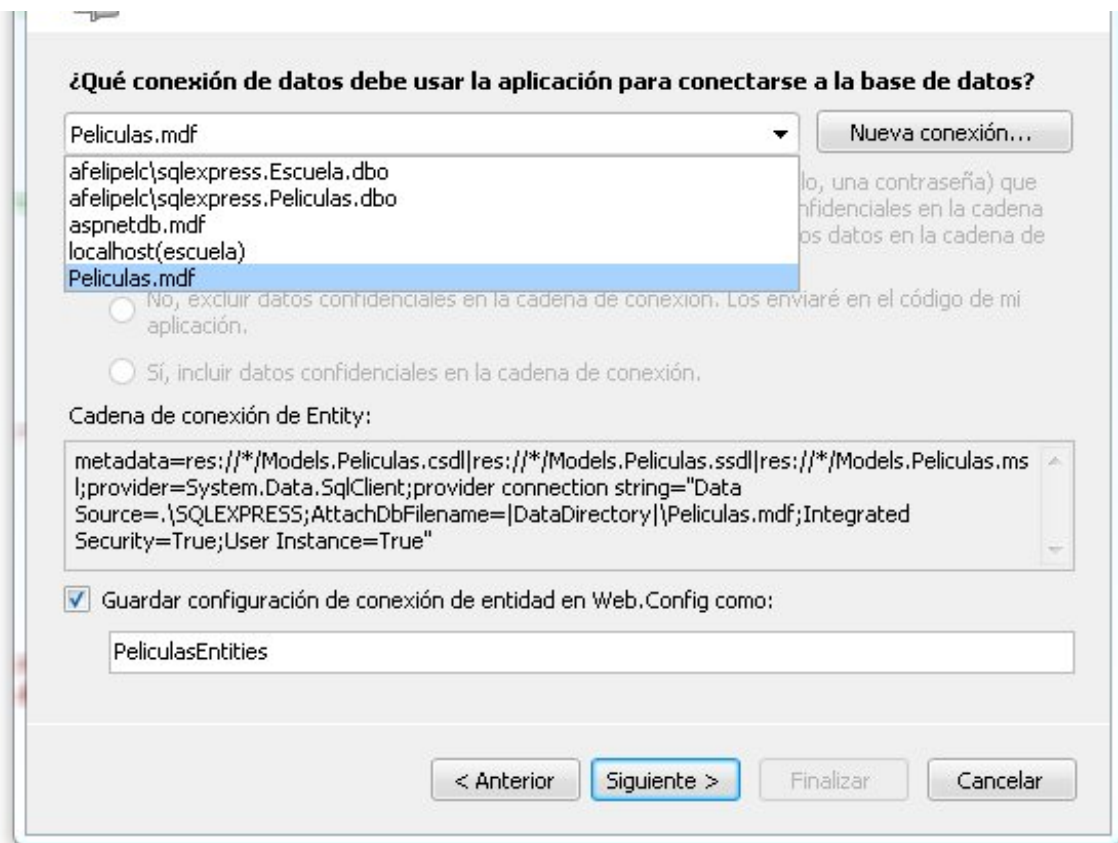 ¿Qué conexión de datos debe usar la aplicación para conectarse a la base de datos?
Peliculas.mdf
Nueva conexión...
afelipelc\sqlexpress.Escuela.dbo
afelipelc\sqlexpress.Peliculas.dbo
aspnetdb.mdf
localhost(escuela)
Peliculas.mdf
lo, una contraseña) que
nfidenciales en la cadena
os datos en la cadena de
No, excluir datos confidenciales en la cadena de conexión. Los enviaré en el código de mi
aplicación.
Sí, incluir datos confidenciales en la cadena de conexión.
Cadena de conexión de Entity:
metadata=res://*/Models.Peliculas.csdl|res://*/Models.Peliculas.ssdl|res://*/Models.Peliculas.ms
l;provider=System.Data.SqlClient;provider connection string="Data
Source=.\SQLEXPRESS;AttachDbFilename=|DataDirectory|\Peliculas.mdf;Integrated
Security=True;User Instance=True"
Guardar configuración de conexión de entidad en Web.Config como:
PeliculasEntities
< Anterior
Siguiente >
Finalizar
Cancelar